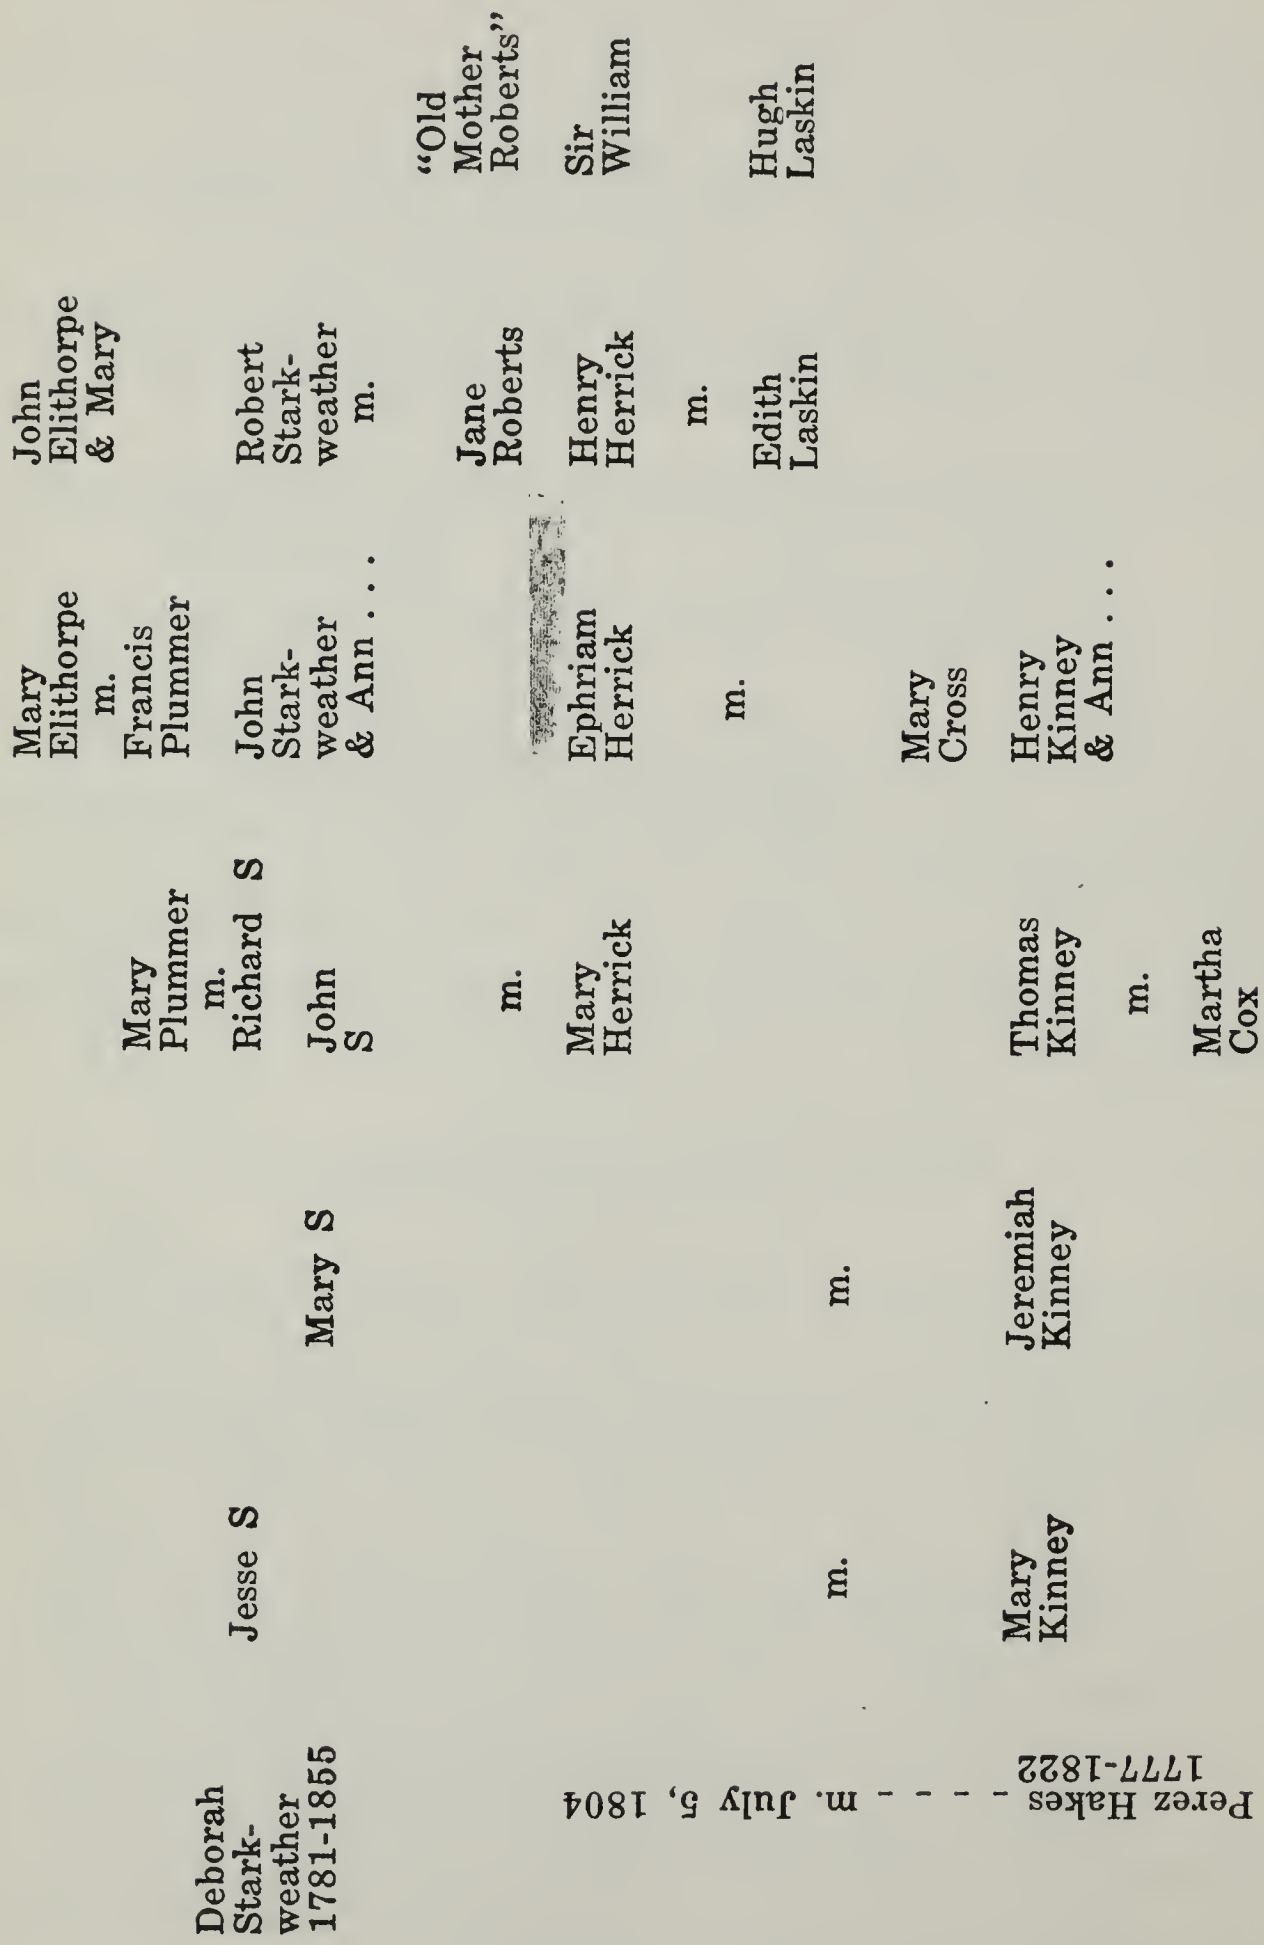 Deborah
Stark-
weather
1781-1855
Perez Hakes - - - - m. July 5, 1804
1777-1822
Jesse S
m.
Mary
Kinney
Mary S
m.
Jeremiah
Kinney
Mary
Plummer
m.
Richard S
John
S
m.
Mary
Herrick
Thomas
Kinney
m.
Martha
Cox
Mary
Elithorpe
m.
Francis
Plummer
John
Stark-
weather
& Ann . . .
Ephriam
Herrick
m.
Mary
Cross
Henry
Kinney
& Ann . . .
John
Elithorpe
& Mary
Robert
Stark-
weather
m.
Jane
Roberts
Henry
Herrick
m.
Edith
Laskin
“Old
Mother
Roberts”
Sir
William
Hugh
Laskin